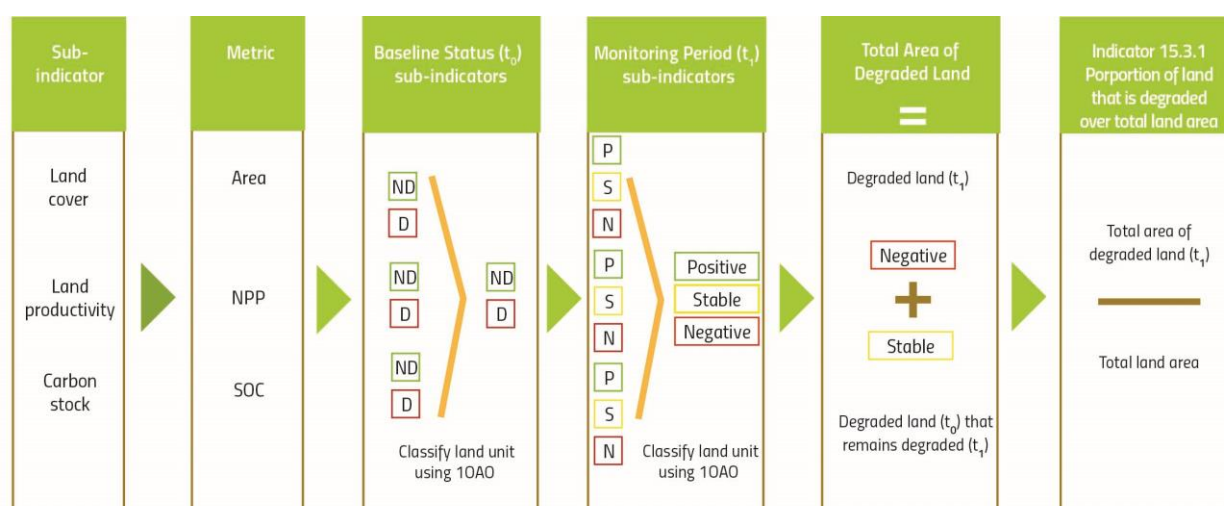 Sub-
indicator
Land
cover
Land
productivity
Carbon
stock
Metric
Area
NPP
SOC
Baseline Status (t0)
sub-indicators
ND
D
ND
D
ND
D
ND
D
Classify land unit
using 1OAO
Monitoring Period (t1)
sub-indicators
P
S
N
P
S
N
P
S
N
Positive
Stable
Negative
Classify land unit
using 1OAO
Total Area of
Degraded Land
=
Degraded land (t1)
Negative
+
Stable
Degraded land (t0) that
remains degraded (t1)
Indicator 15.3.1
Porportion of land
that is degraded
over total land area
Total area of
degraded land (t1)
Total land area